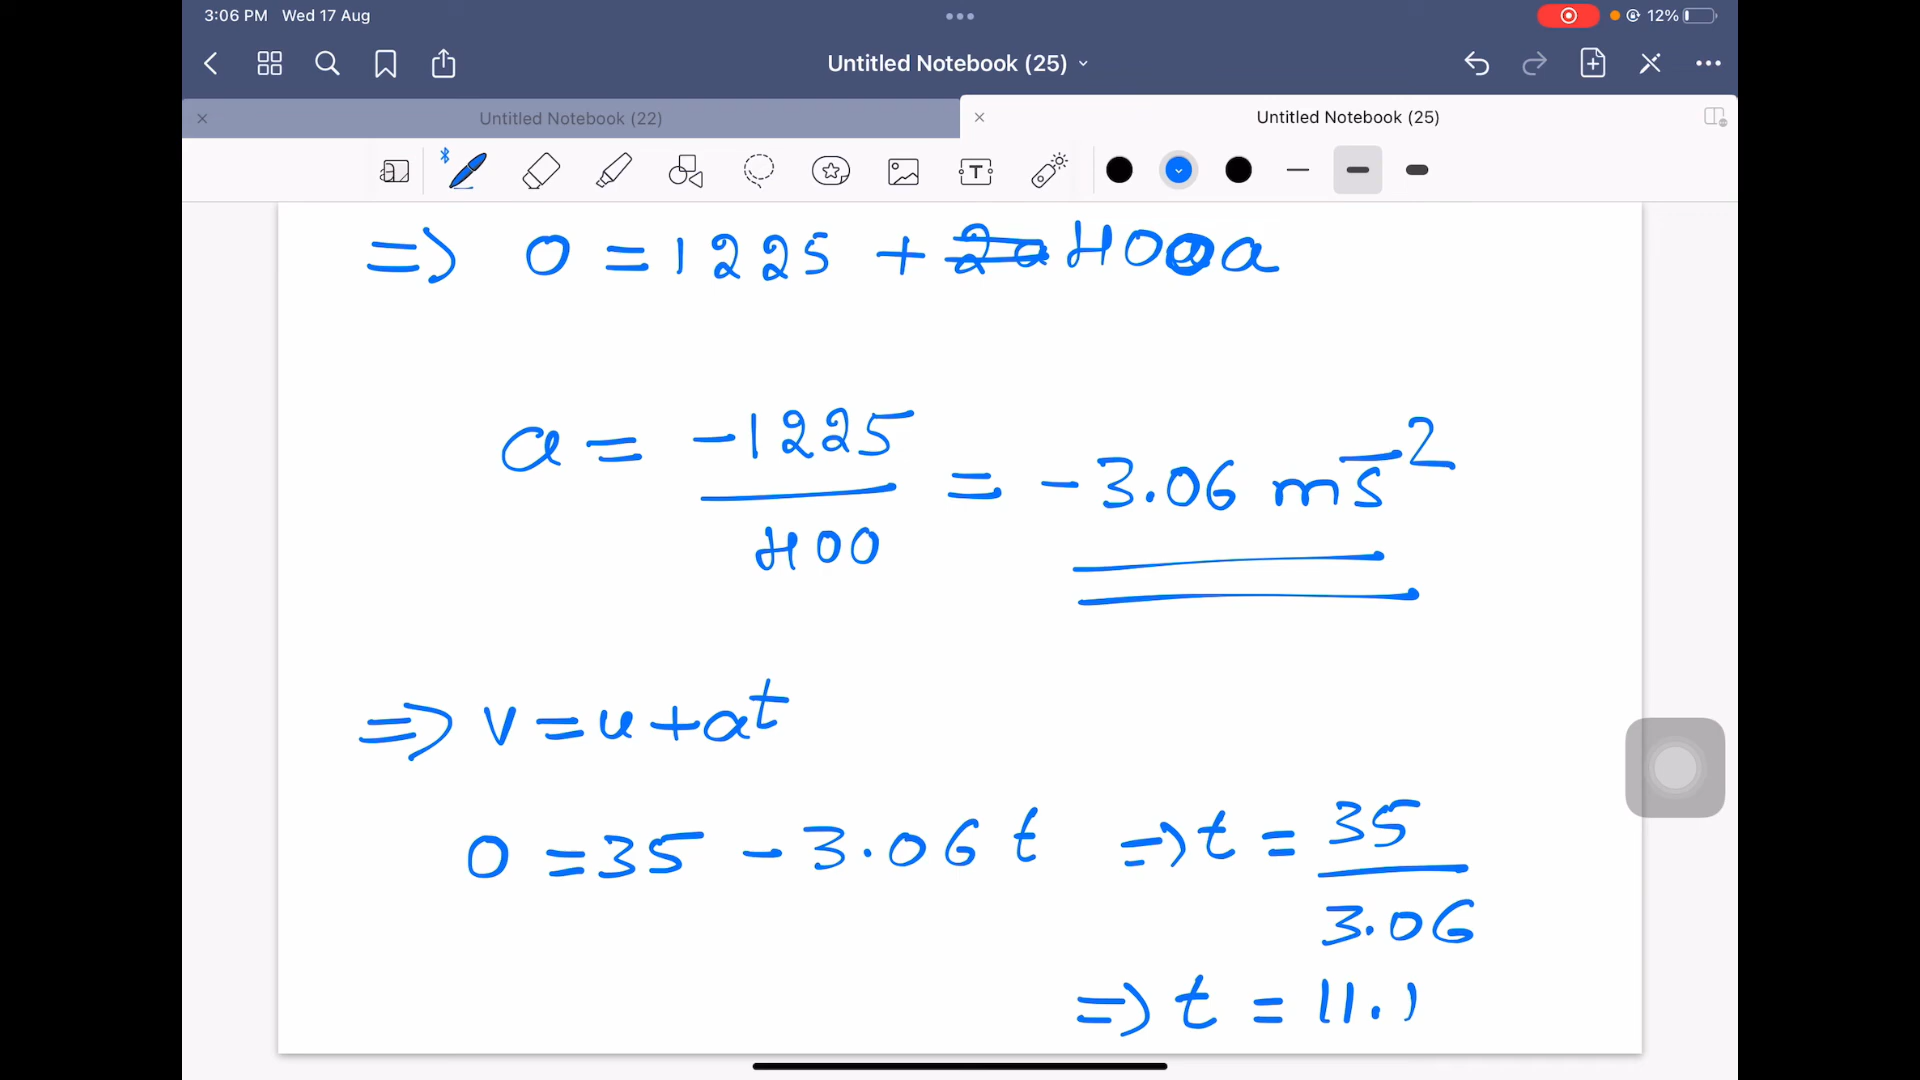 3:06 PM Wed 17 Aug
12%
Untitled Notebook (25)
Untitled Notebook (22)
Untitled Notebook (25)
T
=> 0 = 1225 + 400a
a = -1225/400 = -3.06 ms⁻²
=> v = u + at
0 = 35 - 3.06 t => t = 35/3.06
=> t = 11.1